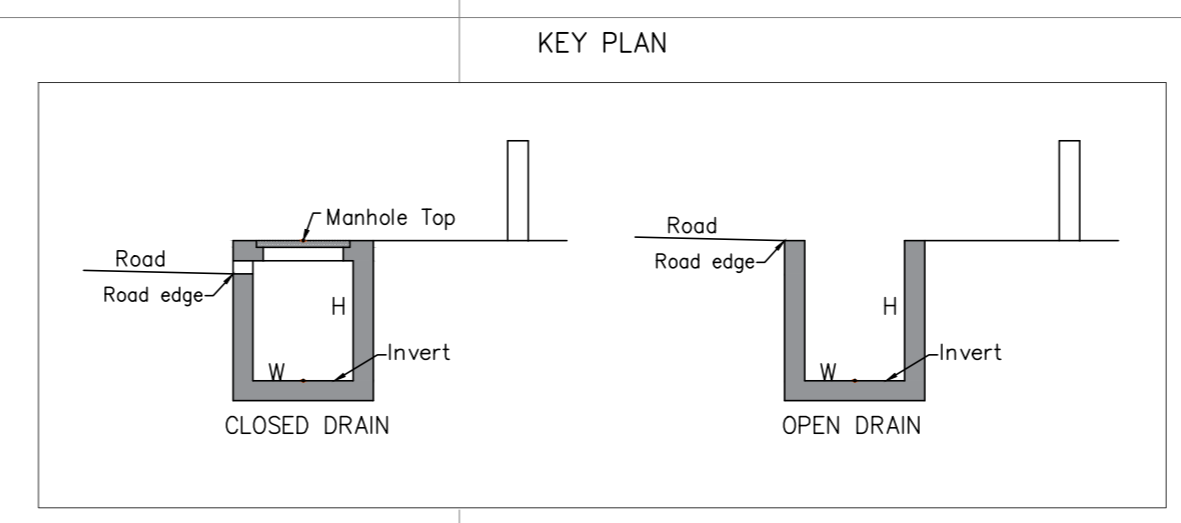 KEY PLAN
Manhole Top
Road
Road edge
H
W
Invert
CLOSED DRAIN
Road
Road edge
H
W
Invert
OPEN DRAIN